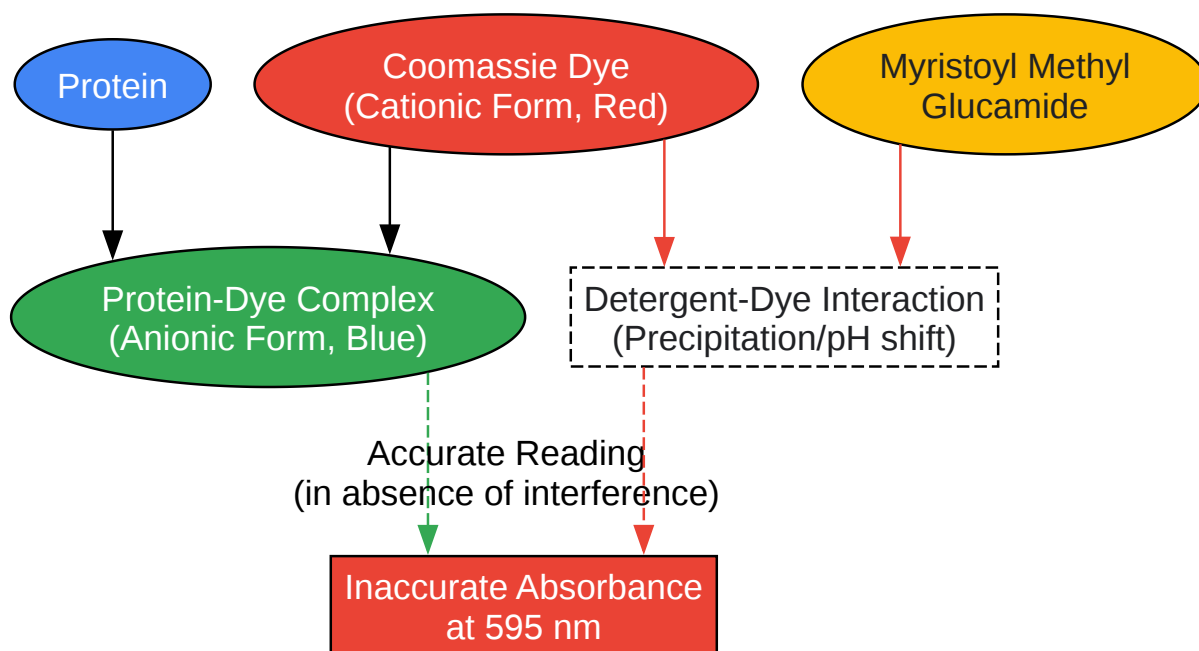 Protein
Coomassie Dye
(Cationic Form, Red)
Myristoyl Methyl
Glucamide
Protein-Dye Complex
(Anionic Form, Blue)
Detergent-Dye Interaction
(Precipitation/pH shift)
Accurate Reading
(in absence of interference)
Inaccurate Absorbance
at 595 nm